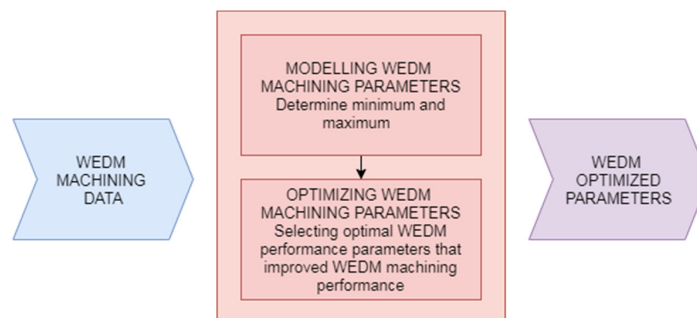 WEDM
MACHINING
DATA
MODELLING WEDM
MACHINING PARAMETERS
Determine minimum and
maximum
OPTIMIZING WEDM
MACHINING PARAMETERS
Selecting optimal WEDM
performance parameters that
improved WEDM machining
performance
WEDM
OPTIMIZED
PARAMETERS